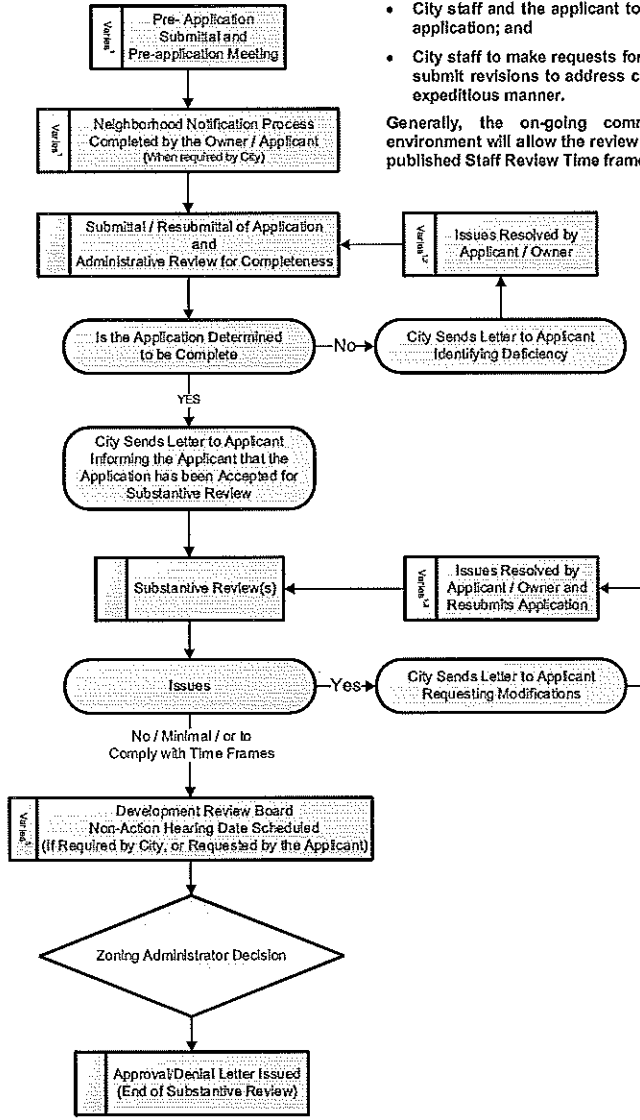 Pre- Application
Submittal and
Pre-application Meeting
Varies¹
• City staff and the applicant to
application; and
• City staff to make requests for
submit revisions to address c
expeditious manner.
Generally, the on-going comm
environment will allow the review
published Staff Review Time frame
Neighborhood Notification Process
Completed by the Owner / Applicant
(When required by City)
Varies¹
Submittal / Resubmittal of Application
and
Administrative Review for Completeness
Issues Resolved by
Applicant / Owner
Varies
Is the Application Determined
to be Complete
No
City Sends Letter to Applicant
Identifying Deficiency
YES
City Sends Letter to Applicant
Informing the Applicant that the
Application has been Accepted for
Substantive Review
Substantive Review(s)
Issues Resolved by
Applicant / Owner and
Resubmits Application
Varies
Issues
Yes
City Sends Letter to Applicant
Requesting Modifications
No / Minimal / or to
Comply with Time Frames
Development Review Board
Non-Action Hearing Date Scheduled
(If Required by City, or Requested by the Applicant)
Varies
Zoning Administrator Decision
Approval/Denial Letter Issued
(End of Substantive Review)